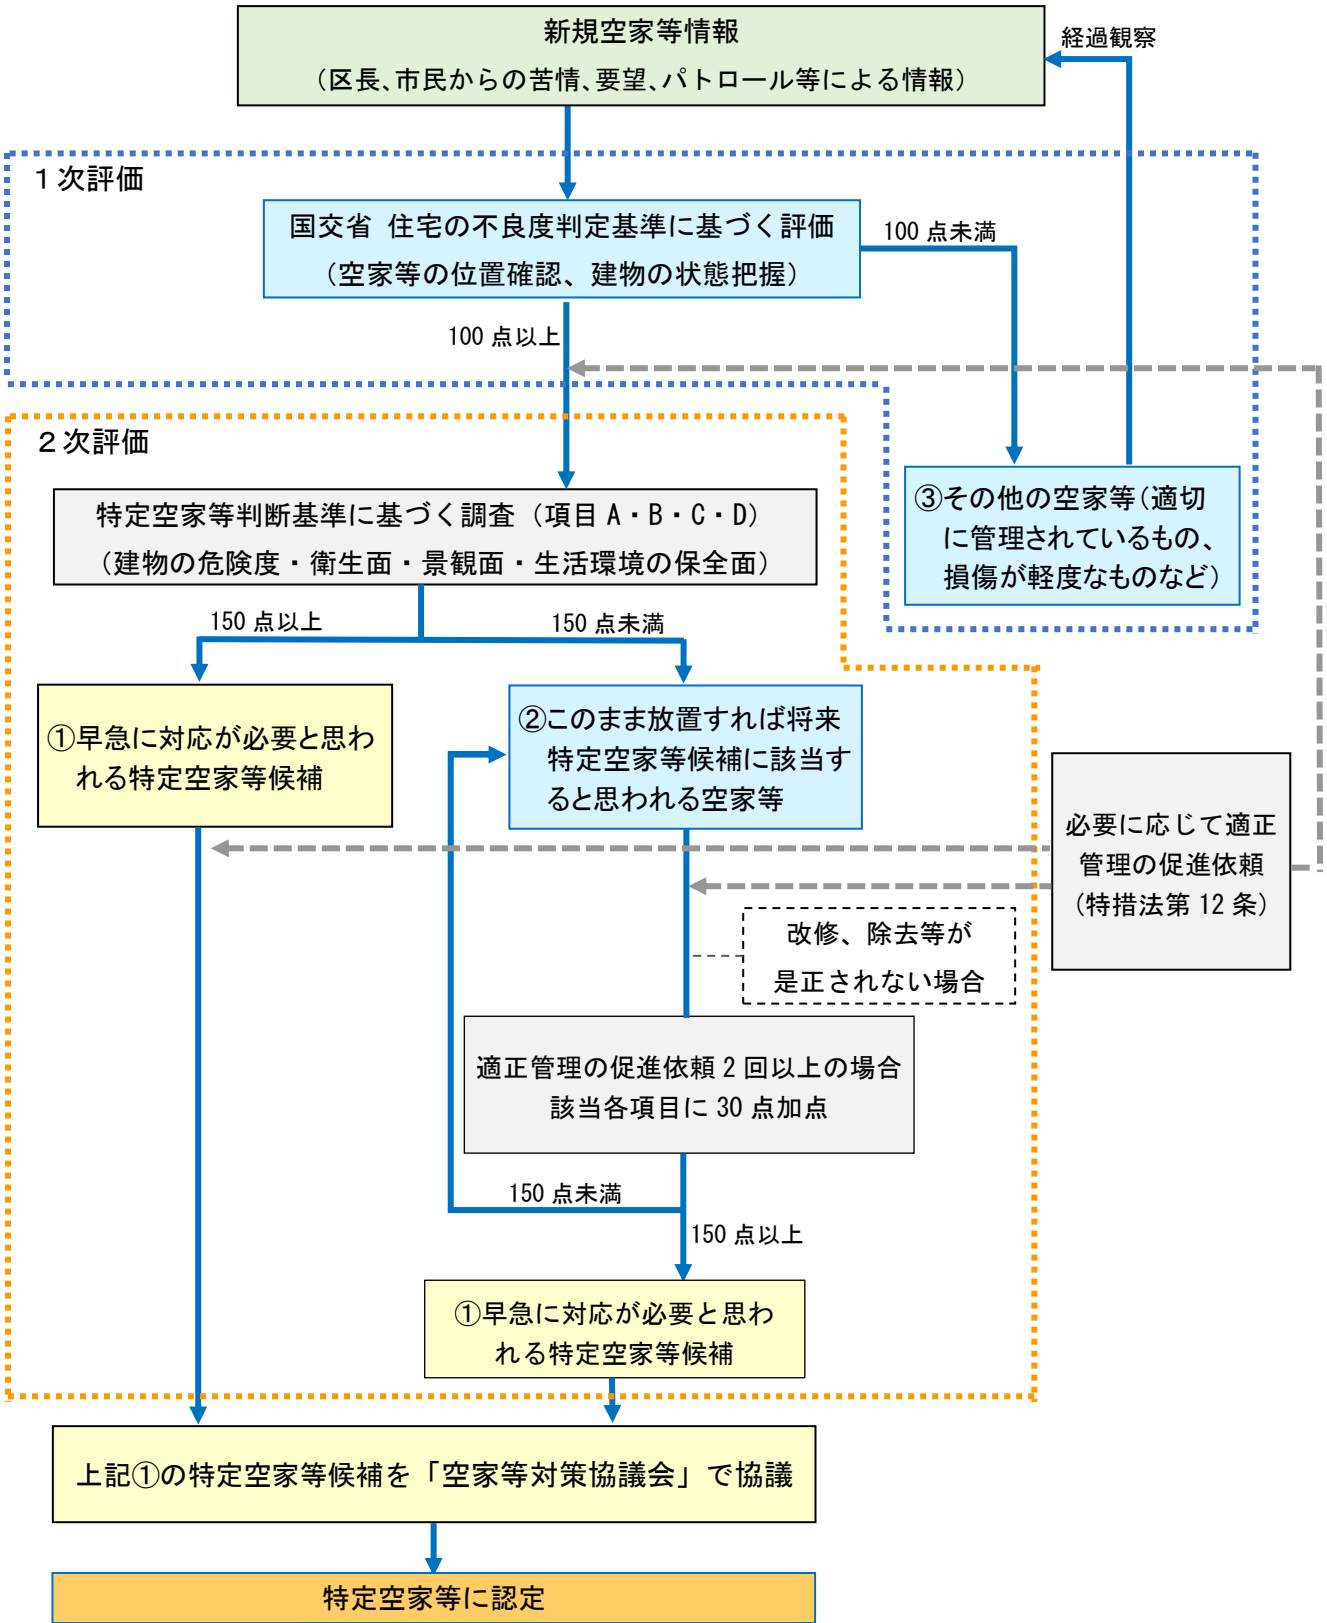 新規空家等情報
（区長、市民からの苦情、要望、パトロール等による情報）
経過観察
１次評価
国交省 住宅の不良度判定基準に基づく評価
（空家等の位置確認、建物の状態把握）
100 点未満
100 点以上
２次評価
③その他の空家等（適切
に管理されているもの、
損傷が軽度なものなど）
特定空家等判断基準に基づく調査（項目 A・B・C・D）
（建物の危険度・衛生面・景観面・生活環境の保全面）
150 点以上
150 点未満
①早急に対応が必要と思わ
れる特定空家等候補
②このまま放置すれば将来
特定空家等候補に該当す
ると思われる空家等
必要に応じて適正
管理の促進依頼
（特措法第 12 条）
改修、除去等が
是正されない場合
適正管理の促進依頼 2 回以上の場合
該当各項目に 30 点加点
150 点未満
150 点以上
①早急に対応が必要と思わ
れる特定空家等候補
上記①の特定空家等候補を「空家等対策協議会」で協議
特定空家等に認定